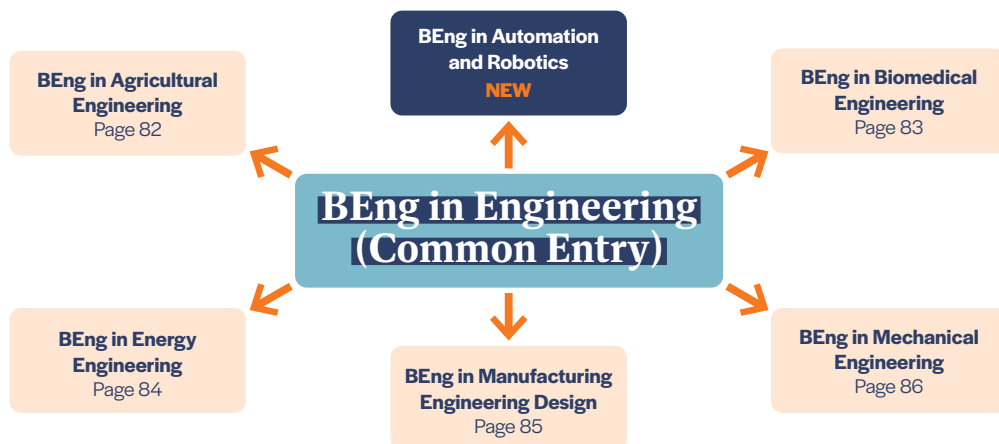 BEng in Automation
and Robotics
NEW
BEng in Agricultural
Engineering
Page 82
BEng in Biomedical
Engineering
Page 83
BEng in Engineering
(Common Entry)
BEng in Energy
Engineering
Page 84
BEng in Manufacturing
Engineering Design
Page 85
BEng in Mechanical
Engineering
Page 86